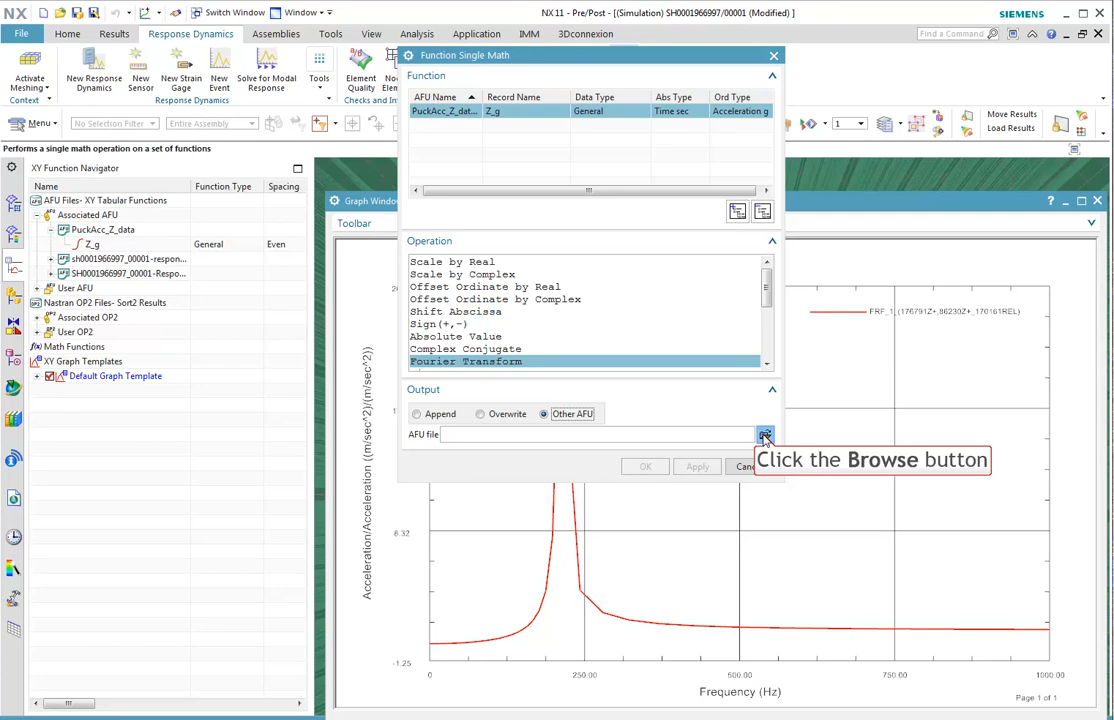 NX
Switch Window
Window
NX 11 - Pre/Post - [(Simulation) SH0001966997/00001 (Modified) ]
SIEMENS
File
Home
Results
Response Dynamics
Assemblies
Tools
View
Analysis
Application
IMM
3Dconnexion
Find a Command
Activate
Meshing
Context
New Response
Dynamics
New
Sensor
New Strain
Gage
New
Event
Solve for Modal
Response
Response Dynamics
Tools
Element
Quality
Checks and In
Menu
No Selection Filter
Entire Assembly
1
Move Results
Load Results
Performs a single math operation on a set of functions
XY Function Navigator
Name
Function Type
Spacing
AFU Files- XY Tabular Functions
Associated AFU
PuckAcc_Z_data
Z_g
General
Even
sh0001966997_00001-respon...
SH0001966997_00001-Respo...
User AFU
Nastran OP2 Files- Sort2 Results
Associated OP2
User OP2
Math Functions
XY Graph Templates
Default Graph Template
Function Single Math
Function
AFU Name
Record Name
Data Type
Abs Type
Ord Type
PuckAcc_Z_dat...
Z_g
General
Time sec
Acceleration g
Operation
Scale by Real
Scale by Complex
Offset Ordinate by Real
Offset Ordinate by Complex
Shift Abscissa
Sign(+,-)
Absolute Value
Complex Conjugate
Fourier Transform
Output
Append
Overwrite
Other AFU
AFU file
OK
Apply
Canc
Click the Browse button
Graph Window
Toolbar
FRF_1_(176791Z+,86230Z+_170161REL)
Acceleration/Acceleration ((m/sec^2)/(m/sec^2))
6.32
-1.25
0
250.00
500.00
750.00
1000.00
Frequency (Hz)
Page 1 of 1